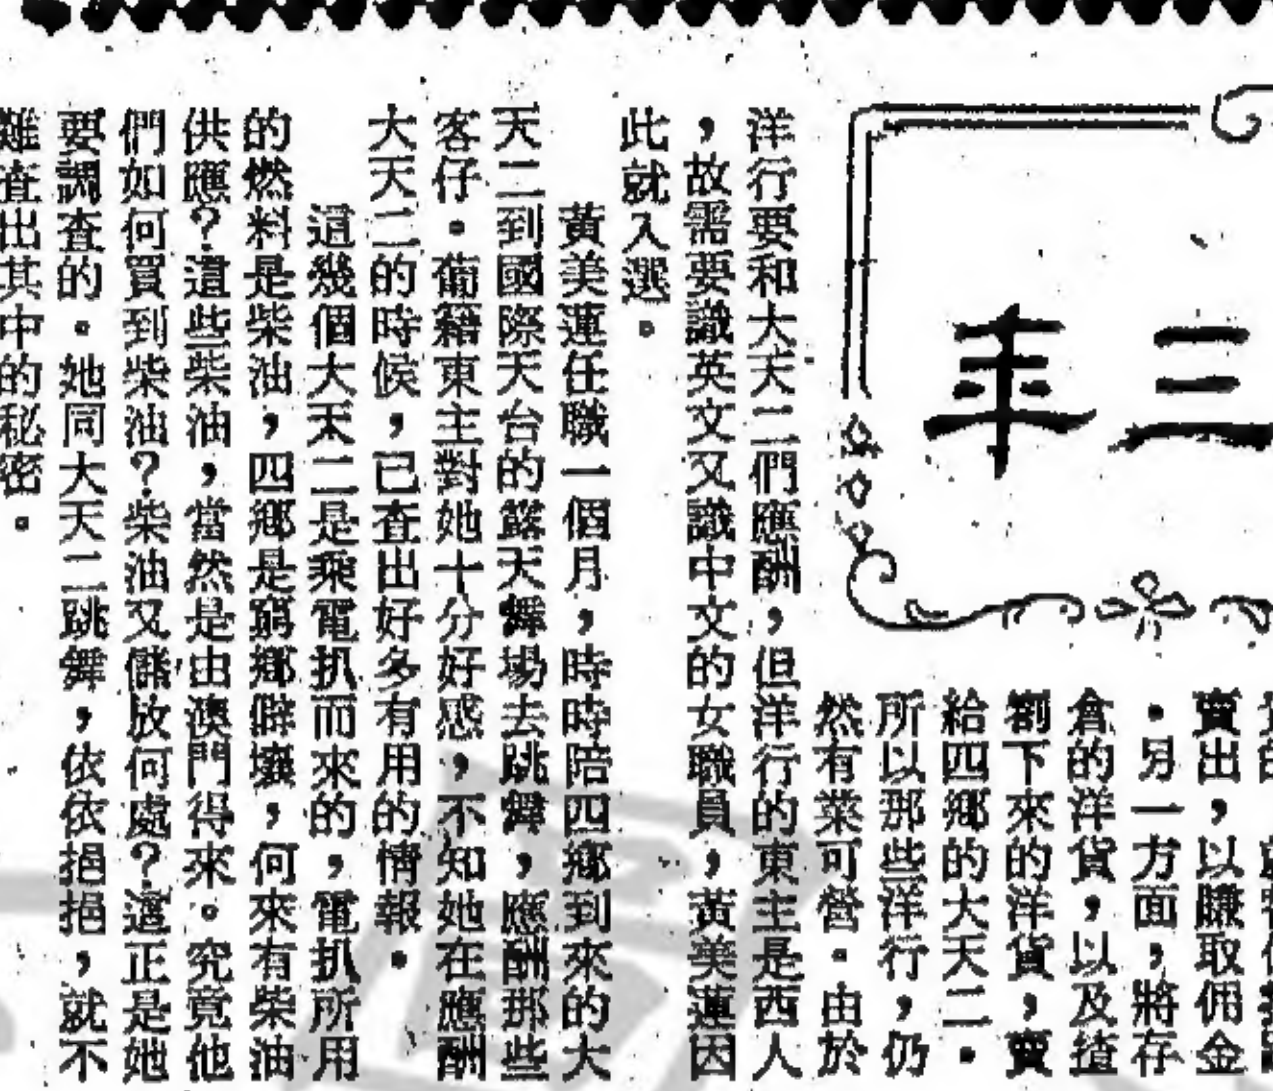 三年
賣出，以賺取佣金
。另一方面，將存
倉的洋貨，以及揸
割下來的洋貨，賣
給四鄉的大天二。
所以那些洋行，仍
然有業可營。由於
洋行要和大天二們應酬，但洋行的東主是西人
，故需要識英文又識中文的女職員，黃美蓮因
此就入選。
黃美蓮任職一個月，時時陪四鄉到來的大
天二到國際天台的露天舞場去跳舞，應酬那些
客仔。葡籍東主對她十分好感，不知她在應酬
大天二的時候，已查出好多有用的情報。
這幾個大天二是乘電扒而來的，電扒所用
的燃料是柴油，四鄉是窮鄉僻壤，何來有柴油
供應？這些柴油，當然是由澳門得來。究竟他
們如何買到柴油？柴油又儲放何處？這正是她
要調查的。她同大天二跳舞，依依挹挹，就不
難查出其中的秘密。